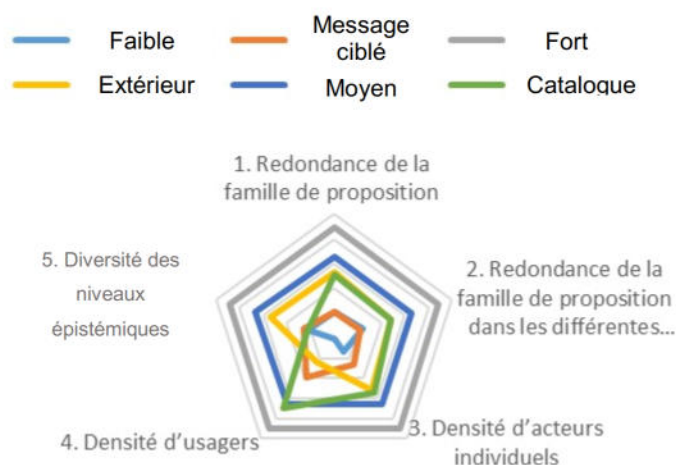 Faible
Message
ciblé
Fort
Extérieur
Moyen
Catalogue
1. Redondance de la
famille de proposition
2. Redondance de la
famille de proposition
dans les différentes...
3. Densité d'acteurs
individuels
4. Densité d'usagers
5. Diversité des
niveaux
épistémiques